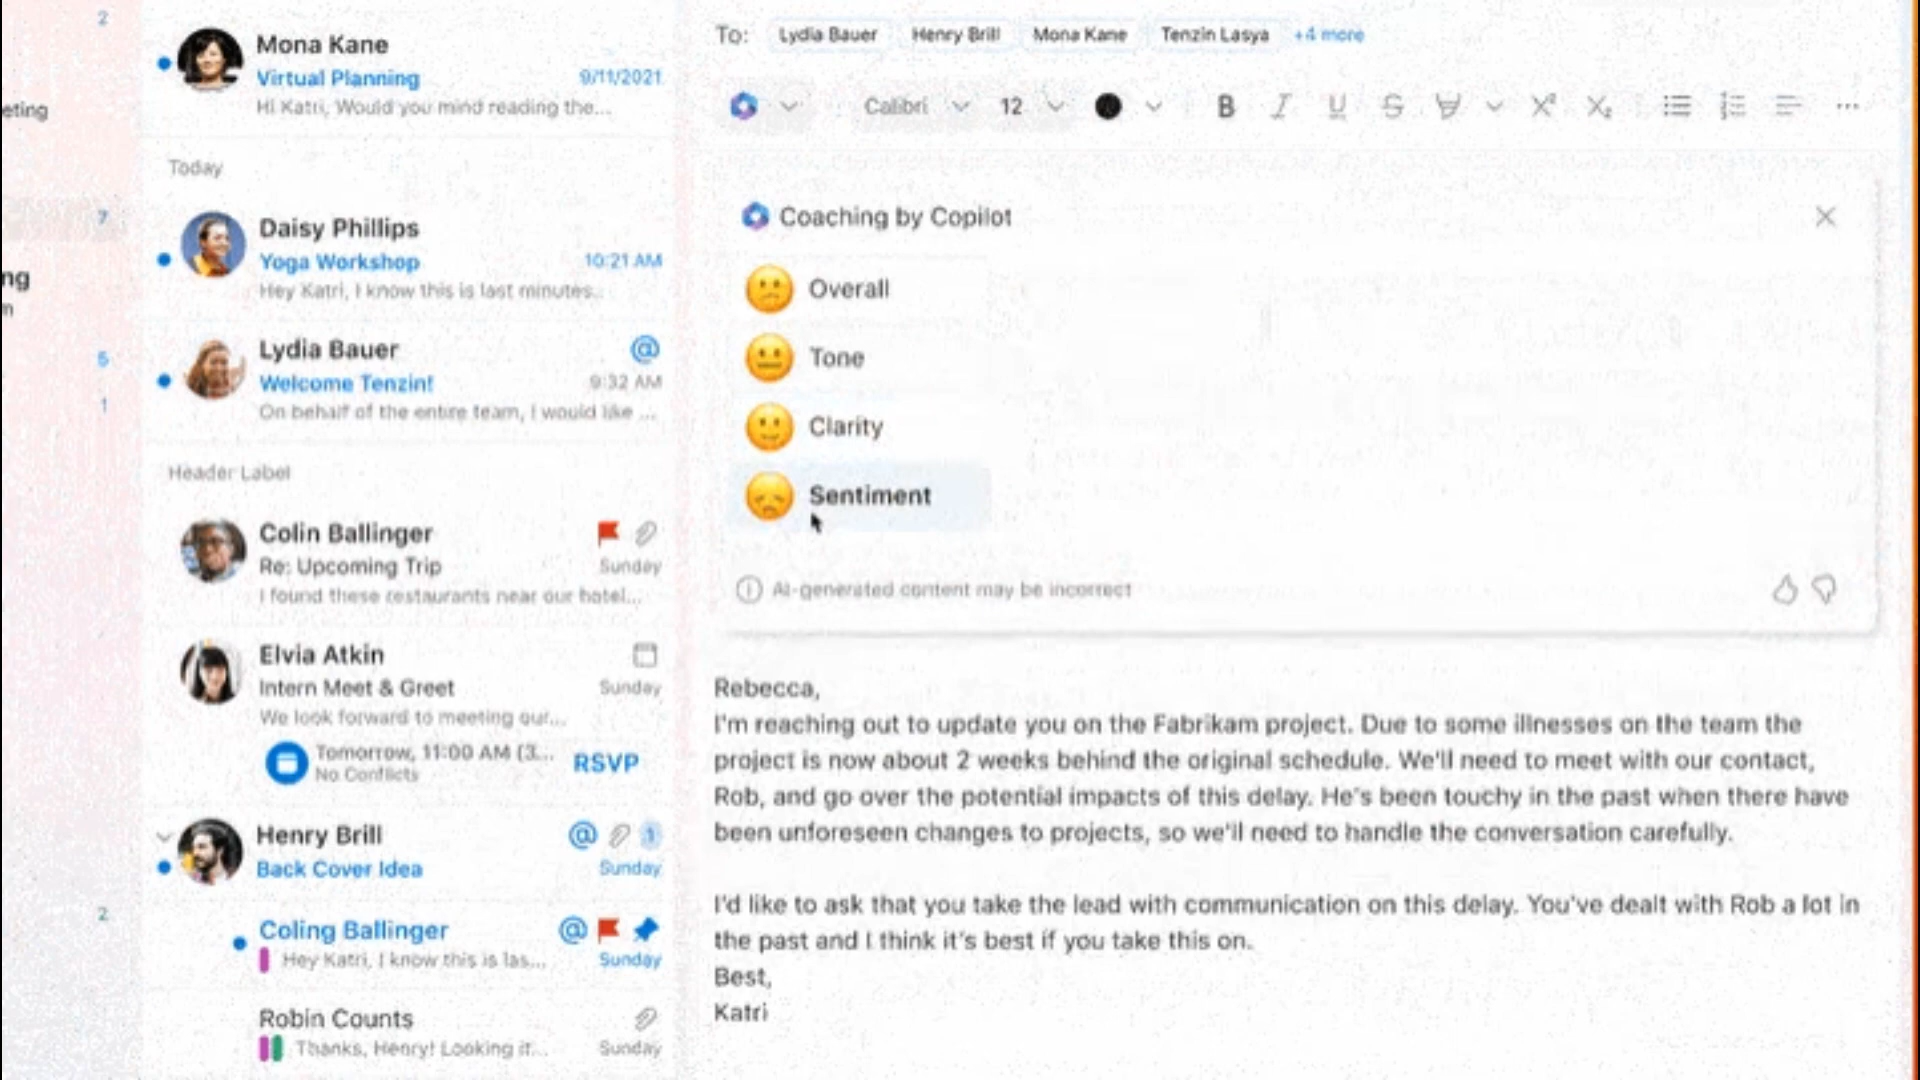 2
eting
7
ng
m
5
1
2
Mona Kane
Virtual Planning 9/11/2021
Hi Katri, Would you mind reading the...
Today
Daisy Phillips
Yoga Workshop 10:21 AM
Hey Katri, I know this is last minutes...
Lydia Bauer
Welcome Tenzin! 9:32 AM
On behalf of the entire team, I would like ...
Header Label
Colin Ballinger
Re: Upcoming Trip Sunday
I found these restaurants near our hotel...
Elvia Atkin
Intern Meet & Greet Sunday
We look forward to meeting our...
Tomorrow, 11:00 AM (3... RSVP
No Conflicts
Henry Brill @ 1
Back Cover Idea Sunday
Coling Ballinger @
Hey Katri, I know this is las... Sunday
Robin Counts
Thanks, Henry! Looking it... Sunday
To: Lydia Bauer Henry Brill Mona Kane Tenzin Lasya +4 more
Calibri 12 B I U S X² X₂ ...
Coaching by Copilot
Overall
Tone
Clarity
Sentiment
AI-generated content may be incorrect
Rebecca,
I'm reaching out to update you on the Fabrikam project. Due to some illnesses on the team the
project is now about 2 weeks behind the original schedule. We'll need to meet with our contact,
Rob, and go over the potential impacts of this delay. He's been touchy in the past when there have
been unforeseen changes to projects, so we'll need to handle the conversation carefully.
I'd like to ask that you take the lead with communication on this delay. You've dealt with Rob a lot in
the past and I think it's best if you take this on.
Best,
Katri